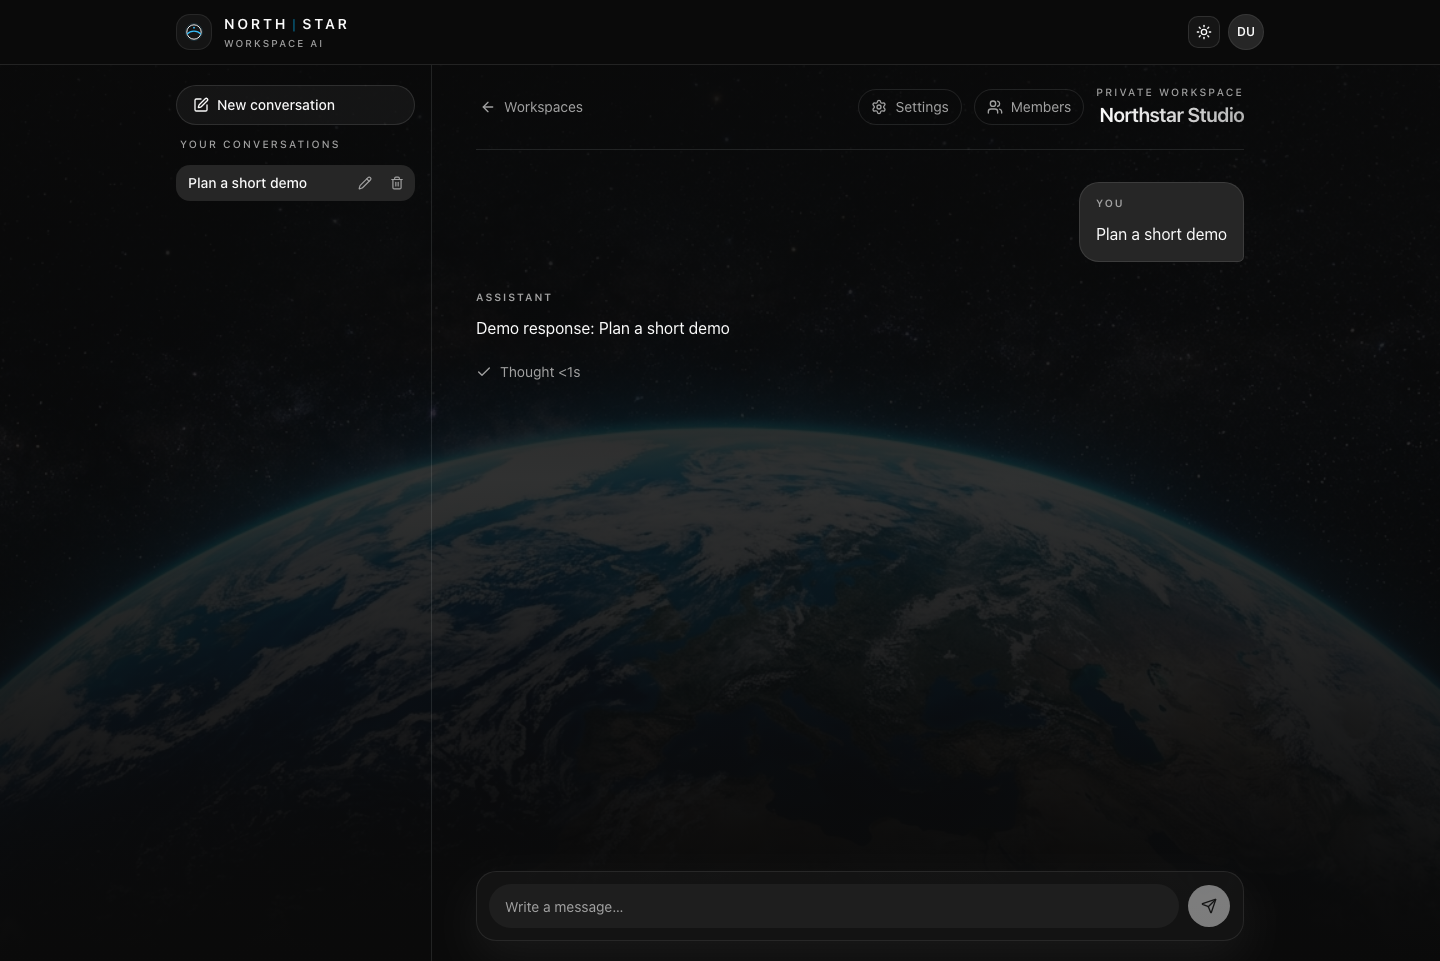 NORTH | STAR
WORKSPACE AI
DU
New conversation
YOUR CONVERSATIONS
Plan a short demo
Workspaces
Settings
Members
PRIVATE WORKSPACE
Northstar Studio
YOU
Plan a short demo
ASSISTANT
Demo response: Plan a short demo
Thought <1s
Write a message...